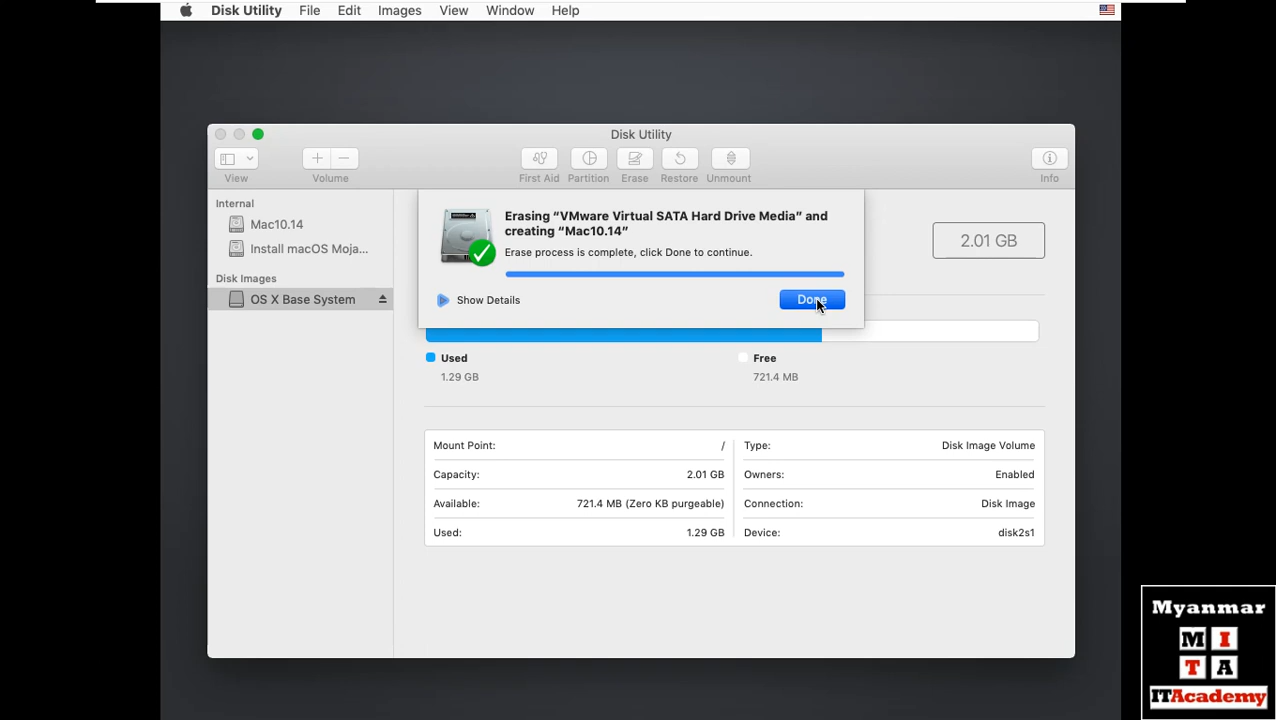 Disk Utility File Edit Images View Window Help
Disk Utility
View
Volume
First Aid Partition Erase Restore Unmount
Info
Internal
Mac10.14
Install macOS Moja...
Disk Images
OS X Base System
Erasing “VMware Virtual SATA Hard Drive Media” and
creating “Mac10.14”
Erase process is complete, click Done to continue.
Show Details
Done
2.01 GB
Used Free
1.29 GB 721.4 MB
Mount Point: / Type: Disk Image Volume
Capacity: 2.01 GB Owners: Enabled
Available: 721.4 MB (Zero KB purgeable) Connection: Disk Image
Used: 1.29 GB Device: disk2s1
Myanmar
M I
T A
ITAcademy